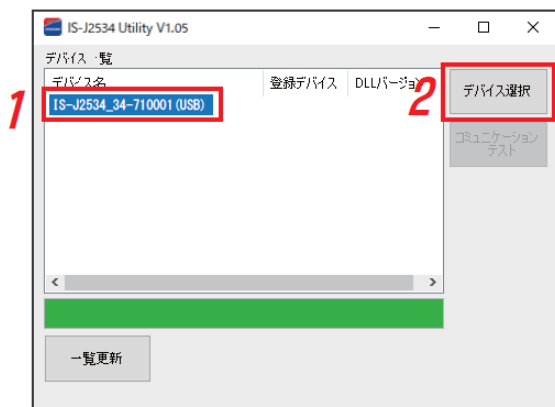 IS-J2534 Utility V1.05
デバイス一覧
デバイス名 登録デバイス DLLバージョン
1
IS-J2534_34-710001 (USB)
2
デバイス選択
コミュニケーション
テスト
一覧更新